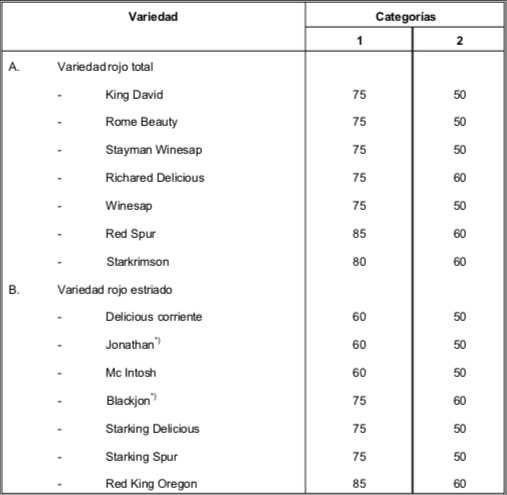 Variedad Categorías
1 2
A. Variedad rojo total
- King David 75 50
- Rome Beauty 75 50
- Stayman Winesap 75 50
- Richared Delicious 75 60
- Winesap 75 50
- Red Spur 85 60
- Starkrimson 80 60
B. Variedad rojo estriado
- Delicious corriente 60 50
- Jonathan*) 60 50
- Mc Intosh 60 50
- Blackjon*) 75 60
- Starking Delicious 75 50
- Starking Spur 75 50
- Red King Oregon 85 60